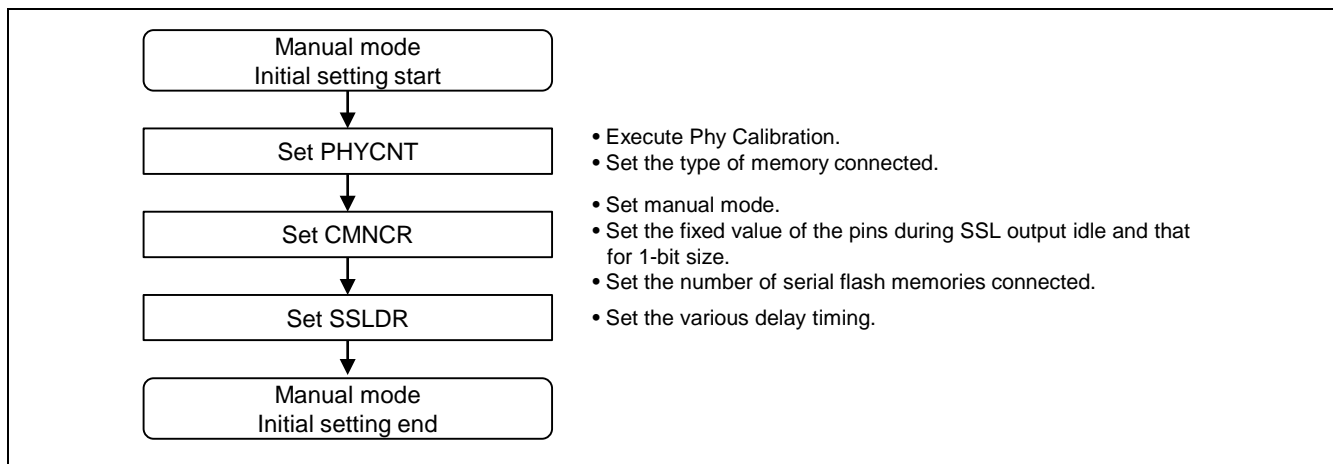 Manual mode
Initial setting start
Set PHYCNT
• Execute Phy Calibration.
• Set the type of memory connected.
Set CMNCR
• Set manual mode.
• Set the fixed value of the pins during SSL output idle and that
for 1-bit size.
• Set the number of serial flash memories connected.
Set SSLDR
• Set the various delay timing.
Manual mode
Initial setting end